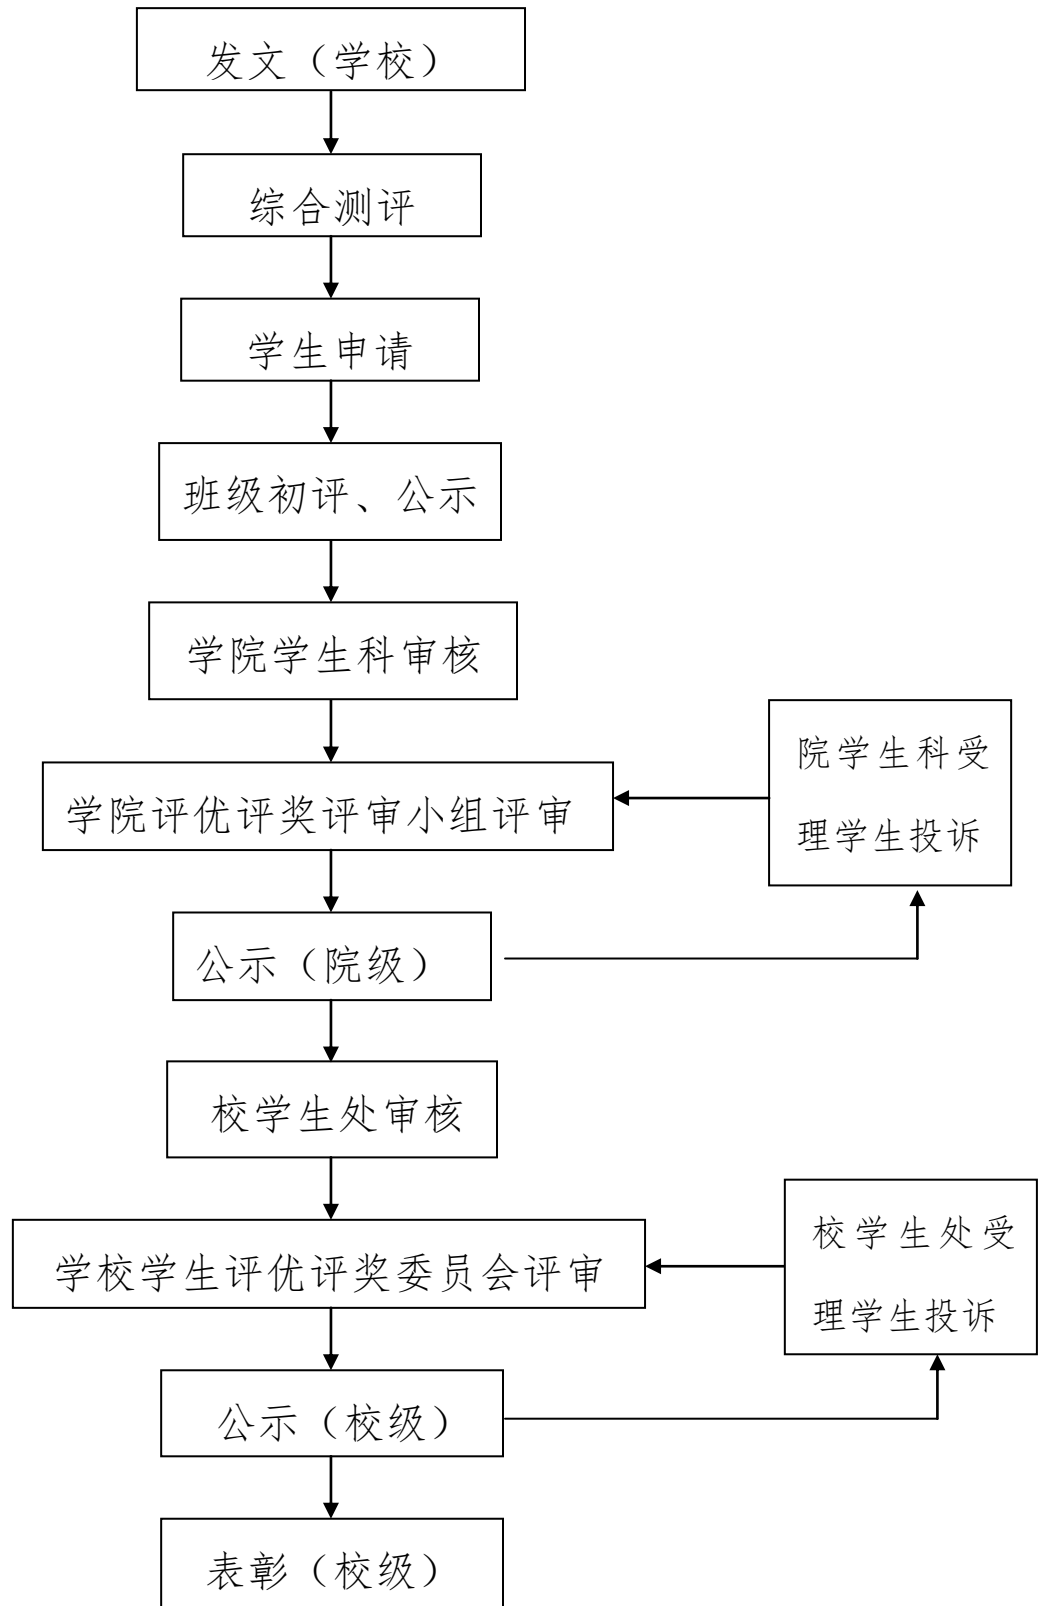 发文（学校）
综合测评
学生申请
班级初评、公示
学院学生科审核
院学生科受
理学生投诉
学院评优评奖评审小组评审
公示（院级）
校学生处审核
校学生处受
理学生投诉
学校学生评优评奖委员会评审
公示（校级）
表彰（校级）